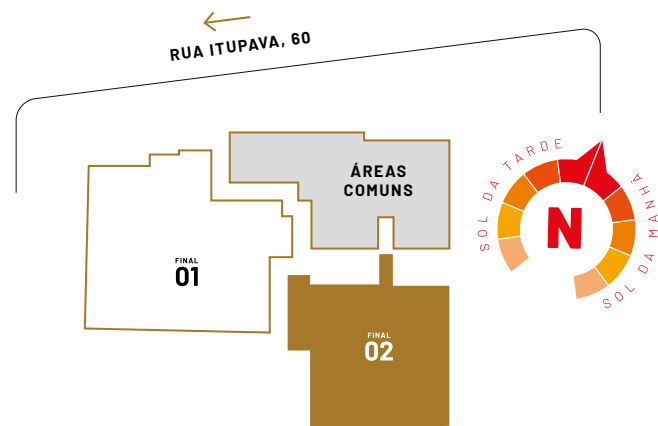 RUA ITUPAVA, 60
ÁREAS
COMUNS
SOL DA TARDE
N
SOL DA MANHÃ
FINAL
01
FINAL
02